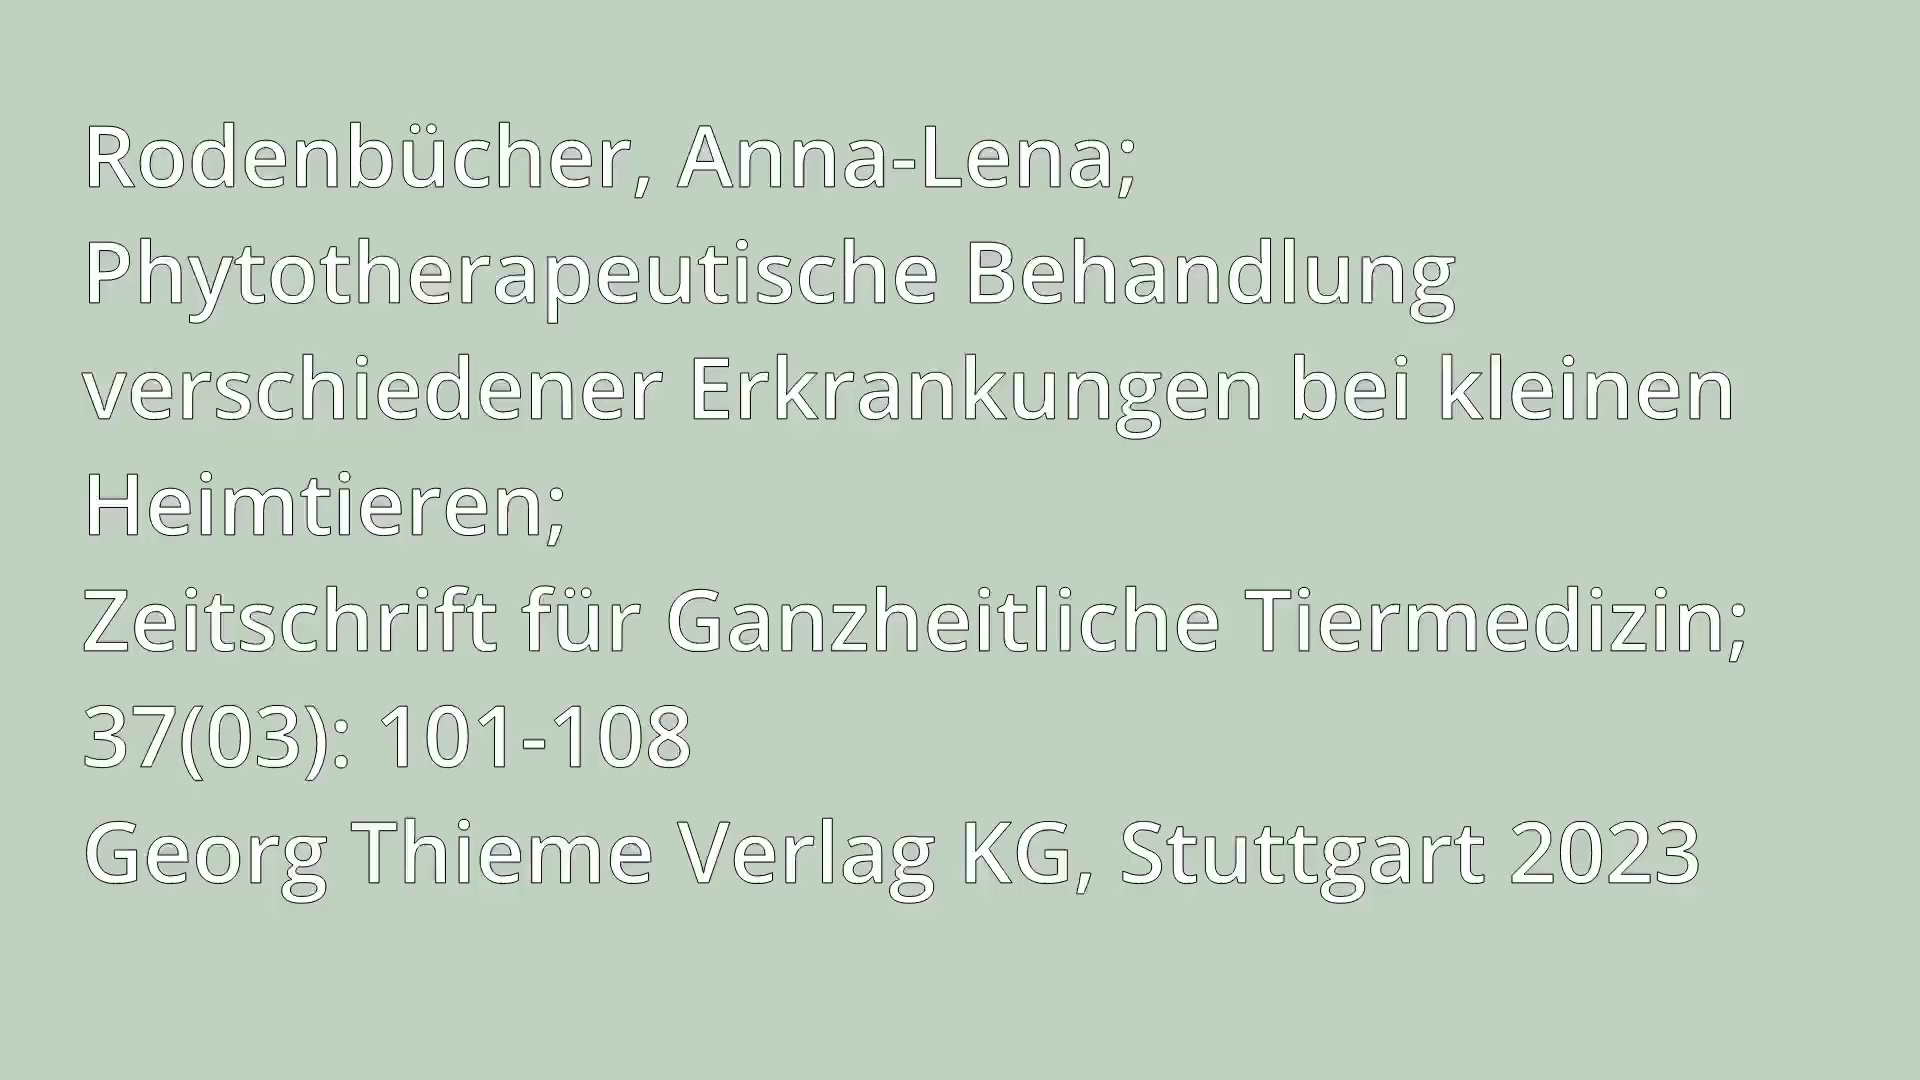 Rodenbücher, Anna-Lena;
Phytotherapeutische Behandlung
verschiedener Erkrankungen bei kleinen
Heimtieren;
Zeitschrift für Ganzheitliche Tiermedizin;
37(03): 101-108
Georg Thieme Verlag KG, Stuttgart 2023